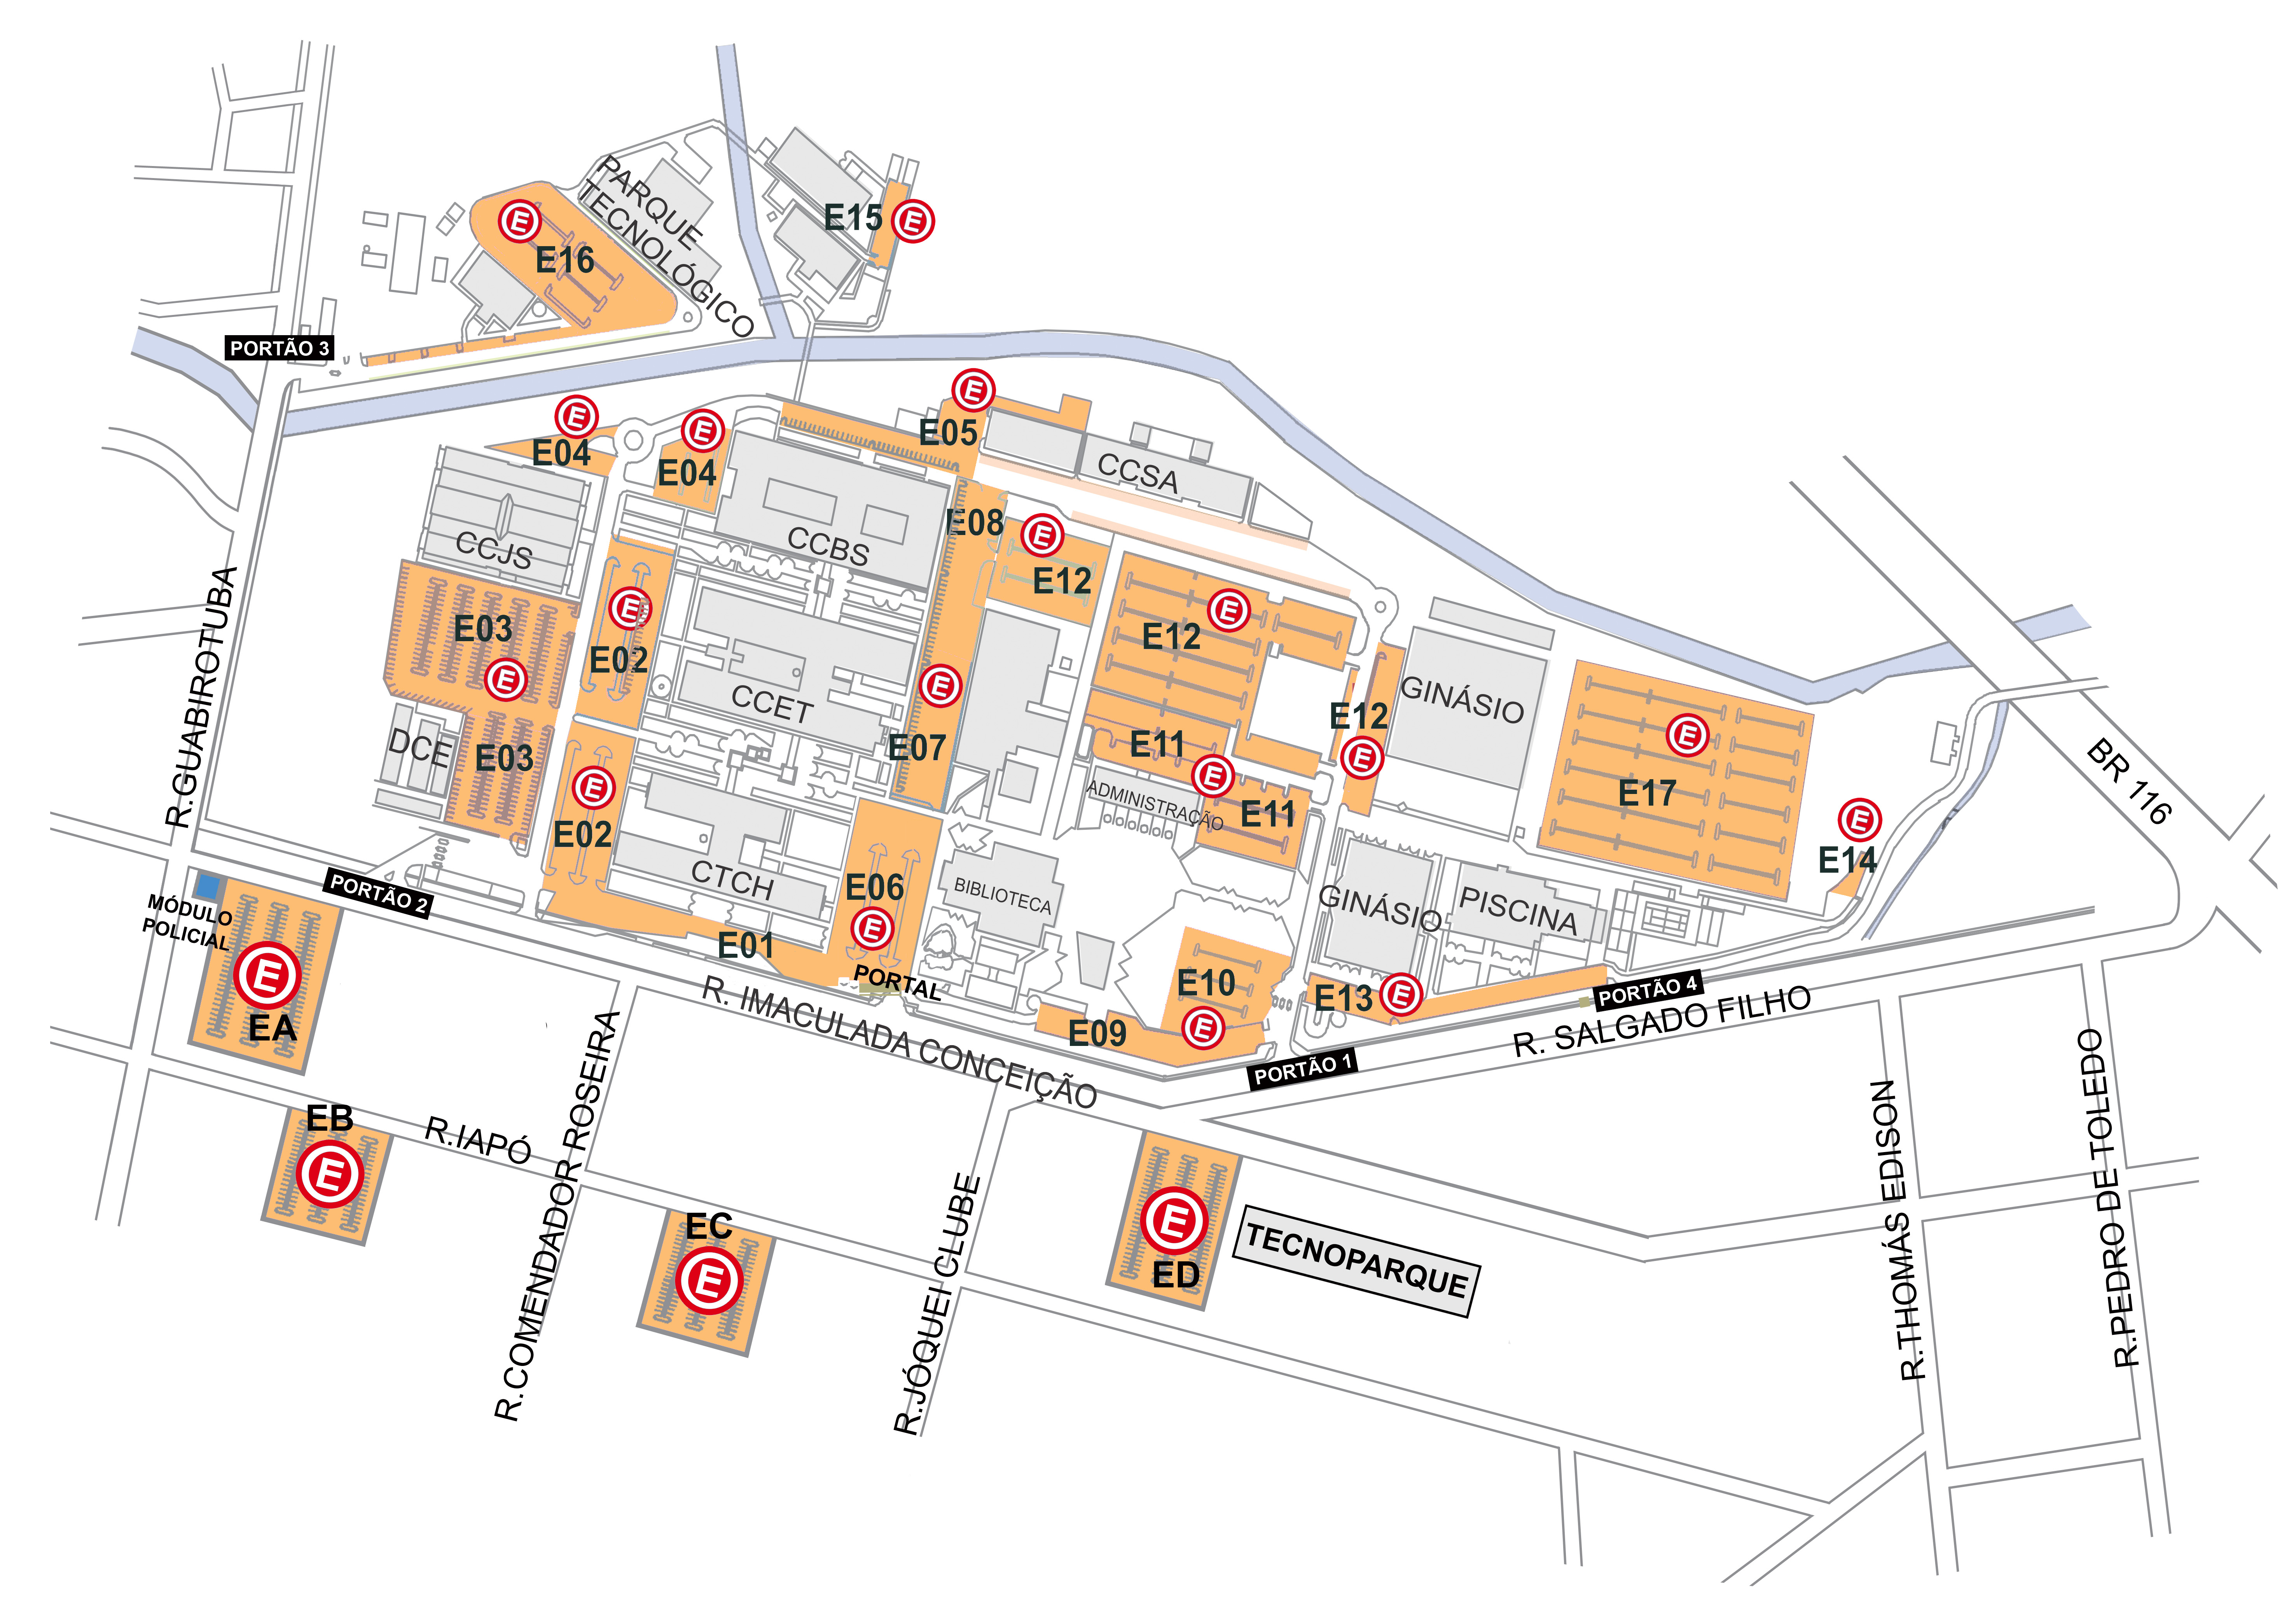 PARQUE
TECNOLÓGICO
E
E15
E
E16
PORTÃO 3
E
E
E
E04
E04
E05
CCSA
E08
E
CCJS
CCBS
E12
R.GUABIROTUBA
E
E
E03
E02
E12
E
CCET
GINÁSIO
E
E12
E
E17
DCE
E03
E07
E11
E
E
E
ADMINISTRAÇÃO
E11
BR 116
E02
E
E14
CTCH
E06
BIBLIOTECA
GINÁSIO
PISCINA
PORTÃO 2
MÓDULO
POLICIAL
E
E01
E
PORTAL
E10
E
E13
E
PORTÃO 4
EA
R. IMACULADA CONCEIÇÃO
E09
R. SALGADO FILHO
PORTÃO 1
EB
E
R.IAPÓ
R.COMENDADOR ROSEIRA
EC
E
R.JÓQUEI CLUBE
E
ED
TECNOPARQUE
R.THOMÁS EDISON
R.PEDRO DE TOLEDO